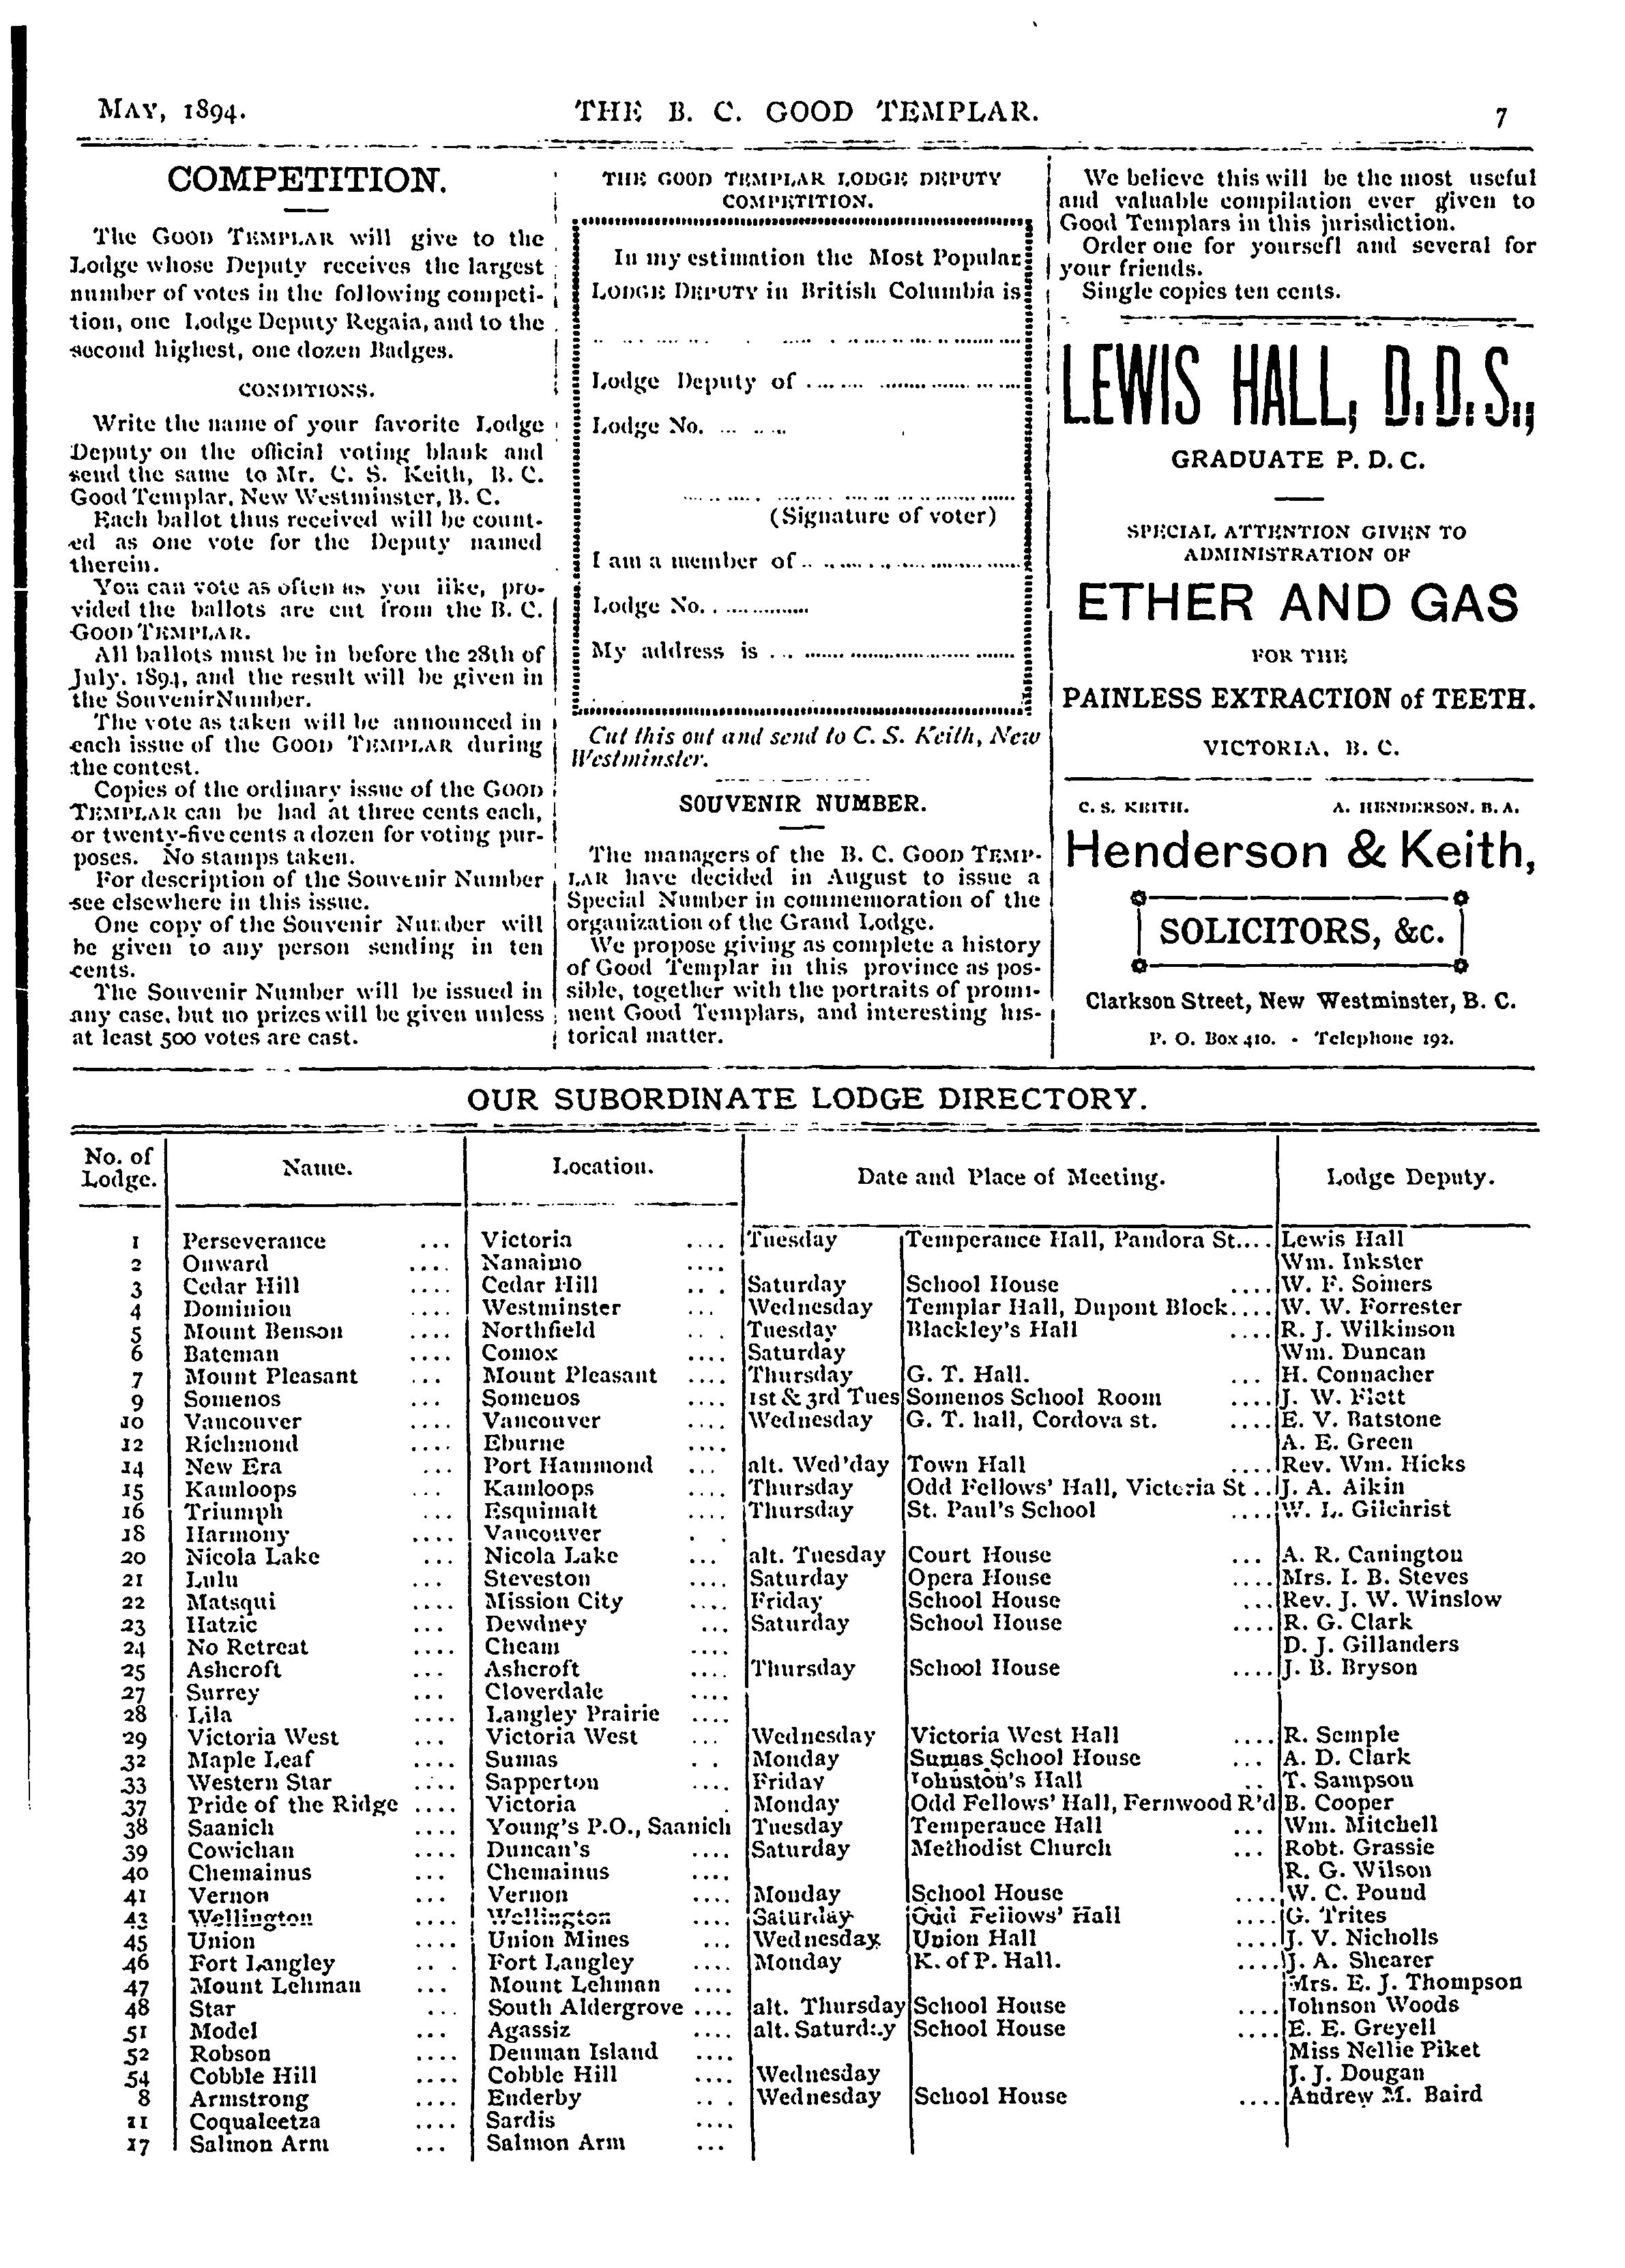 MAY, 1894.
THE B. C. GOOD TEMPLAR.
7
COMPETITION.
The GOOD TEMPLAR will give to the
Lodge whose Deputy receives the largest
number of votes in the following competi-
tion, one Lodge Deputy Regaia, and to the
second highest, one dozen Badges.
CONDITIONS.
Write the name of your favorite Lodge
Deputy on the official voting blank and
send the same to Mr. C. S. Keith, B. C.
Good Templar, New Westminster, B. C.
Each ballot thus received will be count-
ed as one vote for the Deputy named
therein.
You can vote as often as you like, pro-
vided the ballots are cut from the B. C.
GOOD TEMPLAR.
All ballots must be in before the 28th of
July, 1894, and the result will be given in
the Souvenir Number.
The vote as taken will be announced in
each issue of the GOOD TEMPLAR during
the contest.
Copies of the ordinary issue of the GOOD
TEMPLAR can be had at three cents each,
or twenty-five cents a dozen for voting pur-
poses. No stamps taken.
For description of the Souvenir Number
see elsewhere in this issue.
One copy of the Souvenir Number will
be given to any person sending in ten
cents.
The Souvenir Number will be issued in
any case, but no prizes will be given unless
at least 500 votes are cast.
THE GOOD TEMPLAR LODGE DEPUTY
COMPETITION.
In my estimation the Most Popular
LODGE DEPUTY in British Columbia is
Lodge Deputy of
Lodge No.
(Signature of voter)
I am a member of
Lodge No.
My address is
Cut this out and send to C. S. Keith, New
Westminster.
SOUVENIR NUMBER.
The managers of the B. C. GOOD TEMP-
LAR have decided in August to issue a
Special Number in commemoration of the
organization of the Grand Lodge.
We propose giving as complete a history
of Good Templar in this province as pos-
sible, together with the portraits of promi-
nent Good Templars, and interesting his-
torical matter.
We believe this will be the most useful
and valuable compilation ever given to
Good Templars in this jurisdiction.
Order one for yoursefl and several for
your friends.
Single copies ten cents.
LEWIS HALL, D.D.S.,
GRADUATE P. D. C.
SPECIAL ATTENTION GIVEN TO
ADMINISTRATION OF
ETHER AND GAS
FOR THE
PAINLESS EXTRACTION of TEETH.
VICTORIA, B. C.
C. S. KEITH. A. HENDERSON, B. A.
Henderson & Keith,
SOLICITORS, &c.
Clarkson Street, New Westminster, B. C.
P. O. Box 410. - Telephone 192.
OUR SUBORDINATE LODGE DIRECTORY.
No. of Lodge. Name. Location. Date and Place of Meeting. Lodge Deputy.
1 Perseverance ... Victoria .... Tuesday Temperance Hall, Pandora St.... Lewis Hall
2 Onward .... Nanaimo .... Wm. Inkster
3 Cedar Hill .... Cedar Hill ... Saturday School House .... W. F. Somers
4 Dominion .... Westminster ... Wednesday Templar Hall, Dupont Block.... W. W. Forrester
5 Mount Benson .... Northfield ... Tuesday Blackley's Hall .... R. J. Wilkinson
6 Bateman .... Comox .... Saturday Wm. Duncan
7 Mount Pleasant ... Mount Pleasant .... Thursday G. T. Hall. ... H. Connacher
9 Somenos ... Somenos .... 1st & 3rd Tues Somenos School Room .... J. W. Flett
10 Vancouver .... Vancouver .... Wednesday G. T. hall, Cordova st. .... E. V. Batstone
12 Richmond .... Eburne .... A. E. Green
14 New Era ... Port Hammond ... alt. Wed'day Town Hall .... Rev. Wm. Hicks
15 Kamloops ... Kamloops .... Thursday Odd Fellows' Hall, Victoria St .. J. A. Aikin
16 Triumph ... Esquimalt .... Thursday St. Paul's School .... W. L. Gilchrist
18 Harmony .... Vancouver . .
20 Nicola Lake ... Nicola Lake ... alt. Tuesday Court House ... A. R. Canington
21 Lulu ... Steveston .... Saturday Opera House .... Mrs. I. B. Steves
22 Matsqui .... Mission City .... Friday School House ... Rev. J. W. Winslow
23 Hatzic ... Dewdney ... Saturday School House .... R. G. Clark
24 No Retreat .... Cheam .... D. J. Gillanders
25 Ashcroft ... Ashcroft .... Thursday School House .... J. B. Bryson
27 Surrey ... Cloverdale ....
28 Lila .... Langley Prairie ....
29 Victoria West ... Victoria West ... Wednesday Victoria West Hall .... R. Semple
32 Maple Leaf .... Sumas . . Monday Sumas School House ... A. D. Clark
33 Western Star .... Sapperton .... Friday Johnston's Hall .. T. Sampson
37 Pride of the Ridge .... Victoria . Monday Odd Fellows' Hall, Fernwood R'd B. Cooper
38 Saanich .... Young's P.O., Saanich Tuesday Temperance Hall ... Wm. Mitchell
39 Cowichan .... Duncan's .... Saturday Methodist Church ... Robt. Grassie
40 Chemainus ... Chemainus .... R. G. Wilson
41 Vernon ... Vernon .... Monday School House .... W. C. Pound
43 Wellington .... Wellington .... Saturday Odd Fellows' Hall .... G. Trites
45 Union .... Union Mines ... Wednesday Union Hall .... J. V. Nicholls
46 Fort Langley ... Fort Langley .... Monday K. of P. Hall. .... J. A. Shearer
47 Mount Lehman ... Mount Lehman .... Mrs. E. J. Thompson
48 Star ... South Aldergrove .... alt. Thursday School House .... Johnson Woods
51 Model ... Agassiz .... alt. Saturday School House .... E. E. Greyell
52 Robson .... Denman Island .... Miss Nellie Piket
54 Cobble Hill .... Cobble Hill .... Wednesday J. J. Dougan
8 Armstrong .... Enderby ... Wednesday School House .... Andrew M. Baird
11 Coqualeetza .... Sardis ....
17 Salmon Arm ... Salmon Arm ...